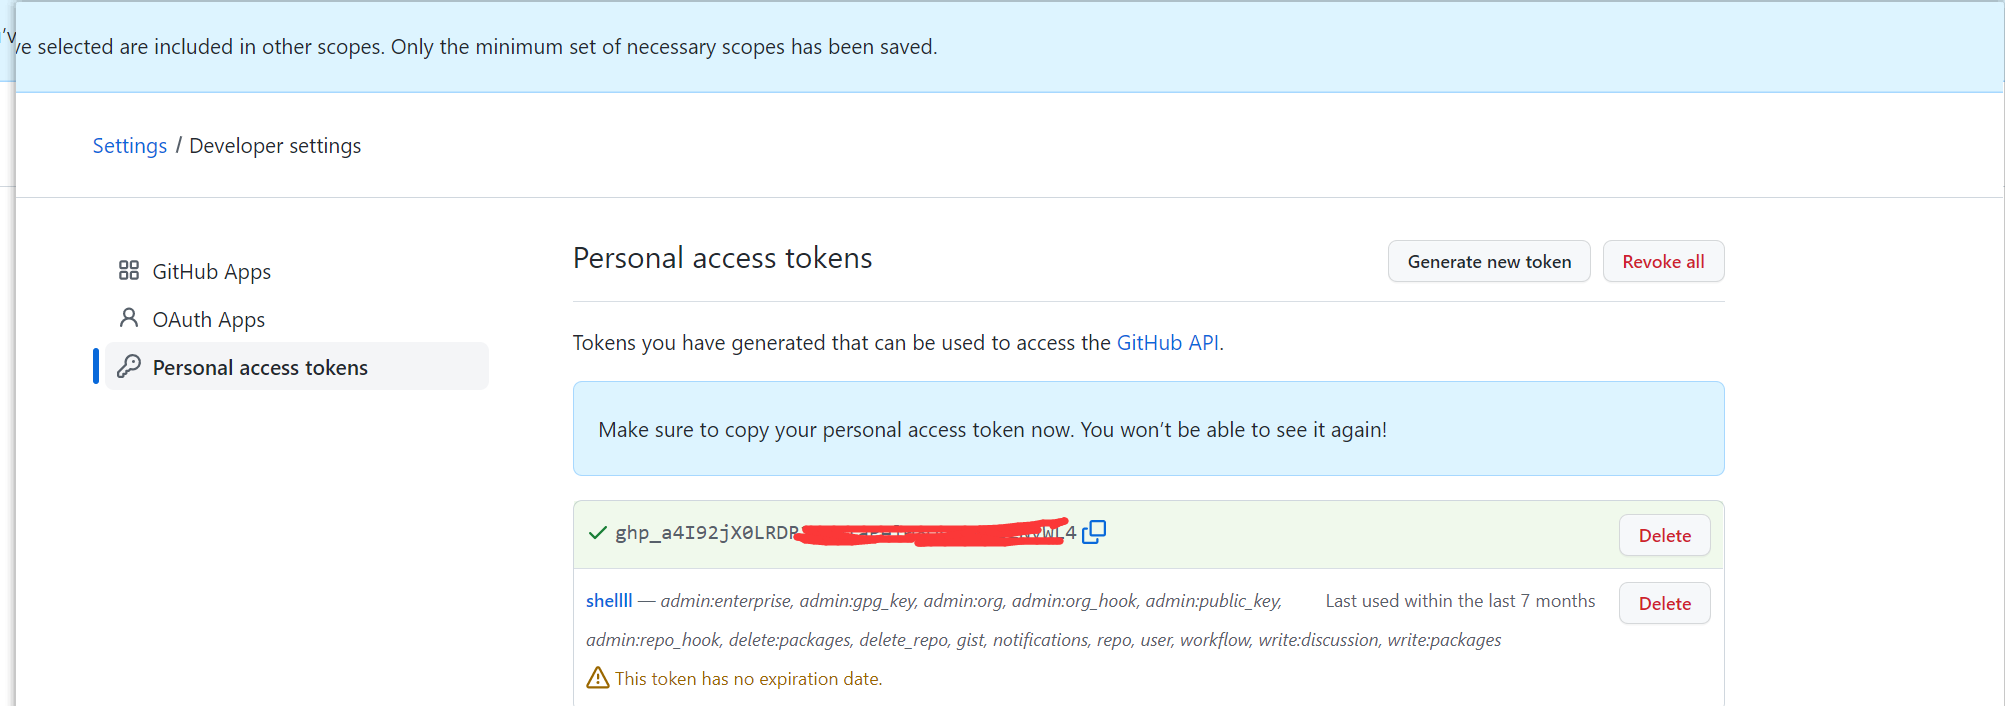 've selected are included in other scopes. Only the minimum set of necessary scopes has been saved.
Settings / Developer settings
GitHub Apps
OAuth Apps
Personal access tokens
Personal access tokens
Generate new token
Revoke all
Tokens you have generated that can be used to access the GitHub API.
Make sure to copy your personal access token now. You won't be able to see it again!
Delete
shellll — admin:enterprise, admin:gpg_key, admin:org, admin:org_hook, admin:public_key,
Last used within the last 7 months
Delete
admin:repo_hook, delete:packages, delete_repo, gist, notifications, repo, user, workflow, write:discussion, write:packages
This token has no expiration date.